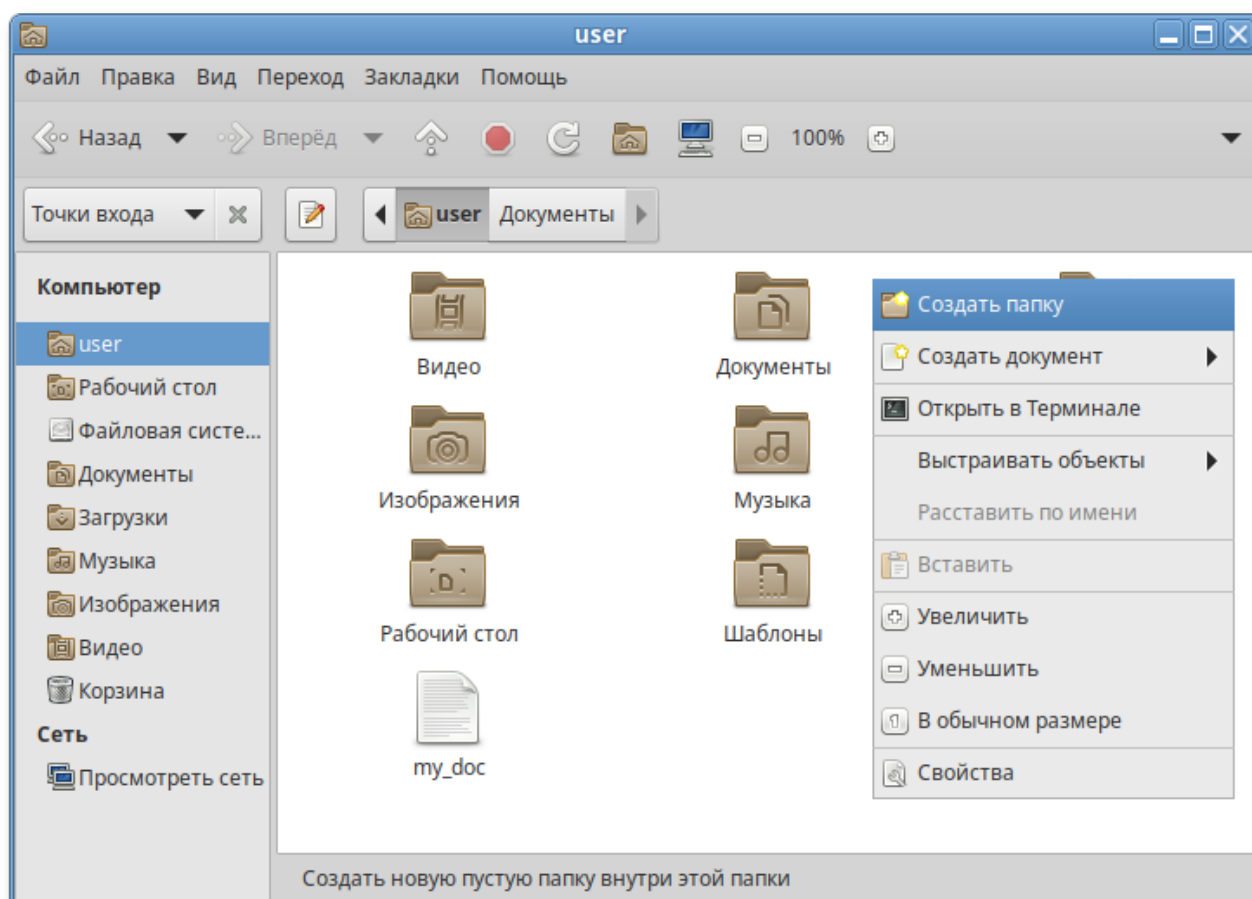 user
Файл Правка Вид Переход Закладки Помощь
Назад Вперёд 100%
Точки входа user Документы
Компьютер
user
Рабочий стол
Файловая систе...
Документы
Загрузки
Музыка
Изображения
Видео
Корзина
Сеть
Просмотреть сеть
Видео Документы
Изображения Музыка
Рабочий стол Шаблоны
my_doc
Создать папку
Создать документ
Открыть в Терминале
Выстраивать объекты
Расставить по имени
Вставить
Увеличить
Уменьшить
В обычном размере
Свойства
Создать новую пустую папку внутри этой папки